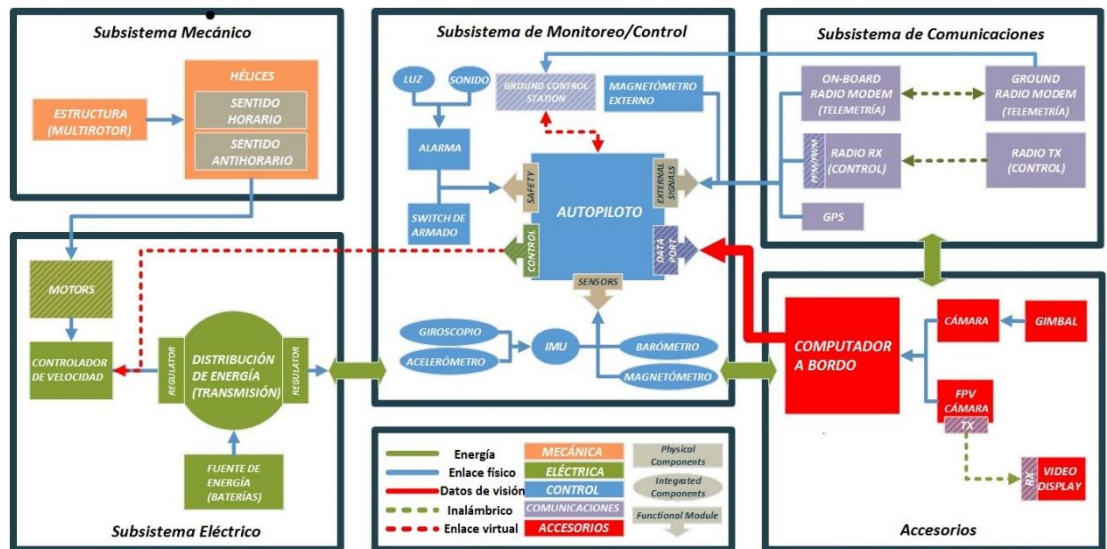 Subsistema Mecánico
HÉLICES
SENTIDO
HORARIO
SENTIDO
ANTIHORARIO
ESTRUCTURA
(MULTIROTOR)
Subsistema de Monitoreo/Control
LUZ
SONIDO
GROUND CONTROL
STATION
MAGNETÓMETRO
EXTERNO
ALARMA
SWITCH DE
ARMADO
SAFETY
EXTERNAL
SIGNALS
AUTOPILOTO
CONTROL
DATA
PORT
SENSORS
GIROSCOPIO
ACELERÓMETRO
IMU
BARÓMETRO
MAGNETÓMETRO
Subsistema de Comunicaciones
ON-BOARD
RADIO MODEM
(TELEMETRÍA)
GROUND
RADIO MODEM
(TELEMETRÍA)
PPM/PWM
RADIO RX
(CONTROL)
RADIO TX
(CONTROL)
GPS
MOTORS
CONTROLADOR
DE VELOCIDAD
REGULATOR
DISTRIBUCIÓN
DE ENERGÍA
(TRANSMISIÓN)
REGULATOR
FUENTE DE
ENERGÍA
(BATERÍAS)
Subsistema Eléctrico
COMPUTADOR
A BORDO
CÁMARA
GIMBAL
FPV
CÁMARA
TX
RX
VIDEO
DISPLAY
Accesorios
Energía
Enlace físico
Datos de visión
Inalámbrico
Enlace virtual
MECÁNICA
ELÉCTRICA
CONTROL
COMUNICACIONES
ACCESORIOS
Physical
Components
Integrated
Components
Functional Module